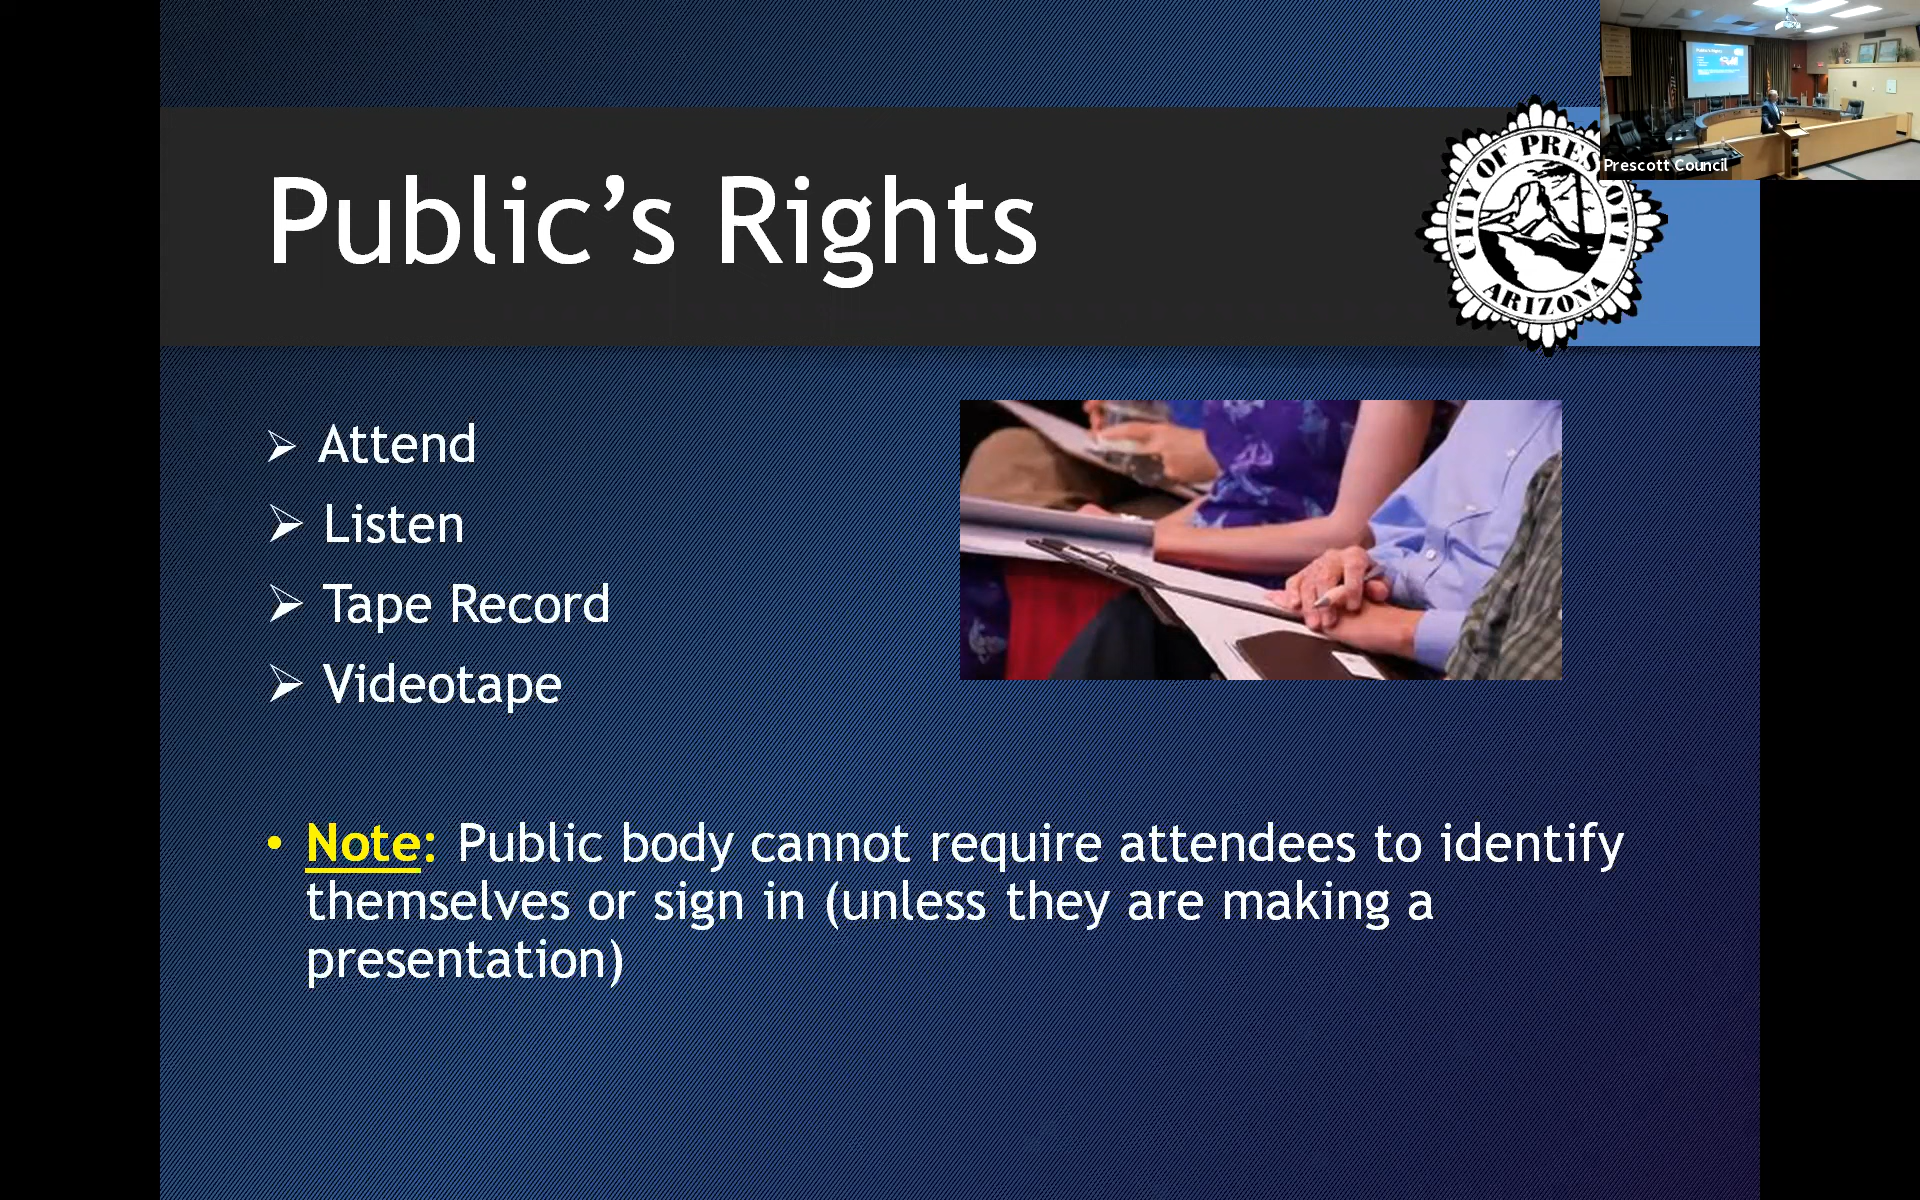 Public’s Rights
CITY OF PRESCOTT
ARIZONA
Prescott Council
➢ Attend
➢ Listen
➢ Tape Record
➢ Videotape
• Note: Public body cannot require attendees to identify
themselves or sign in (unless they are making a
presentation)